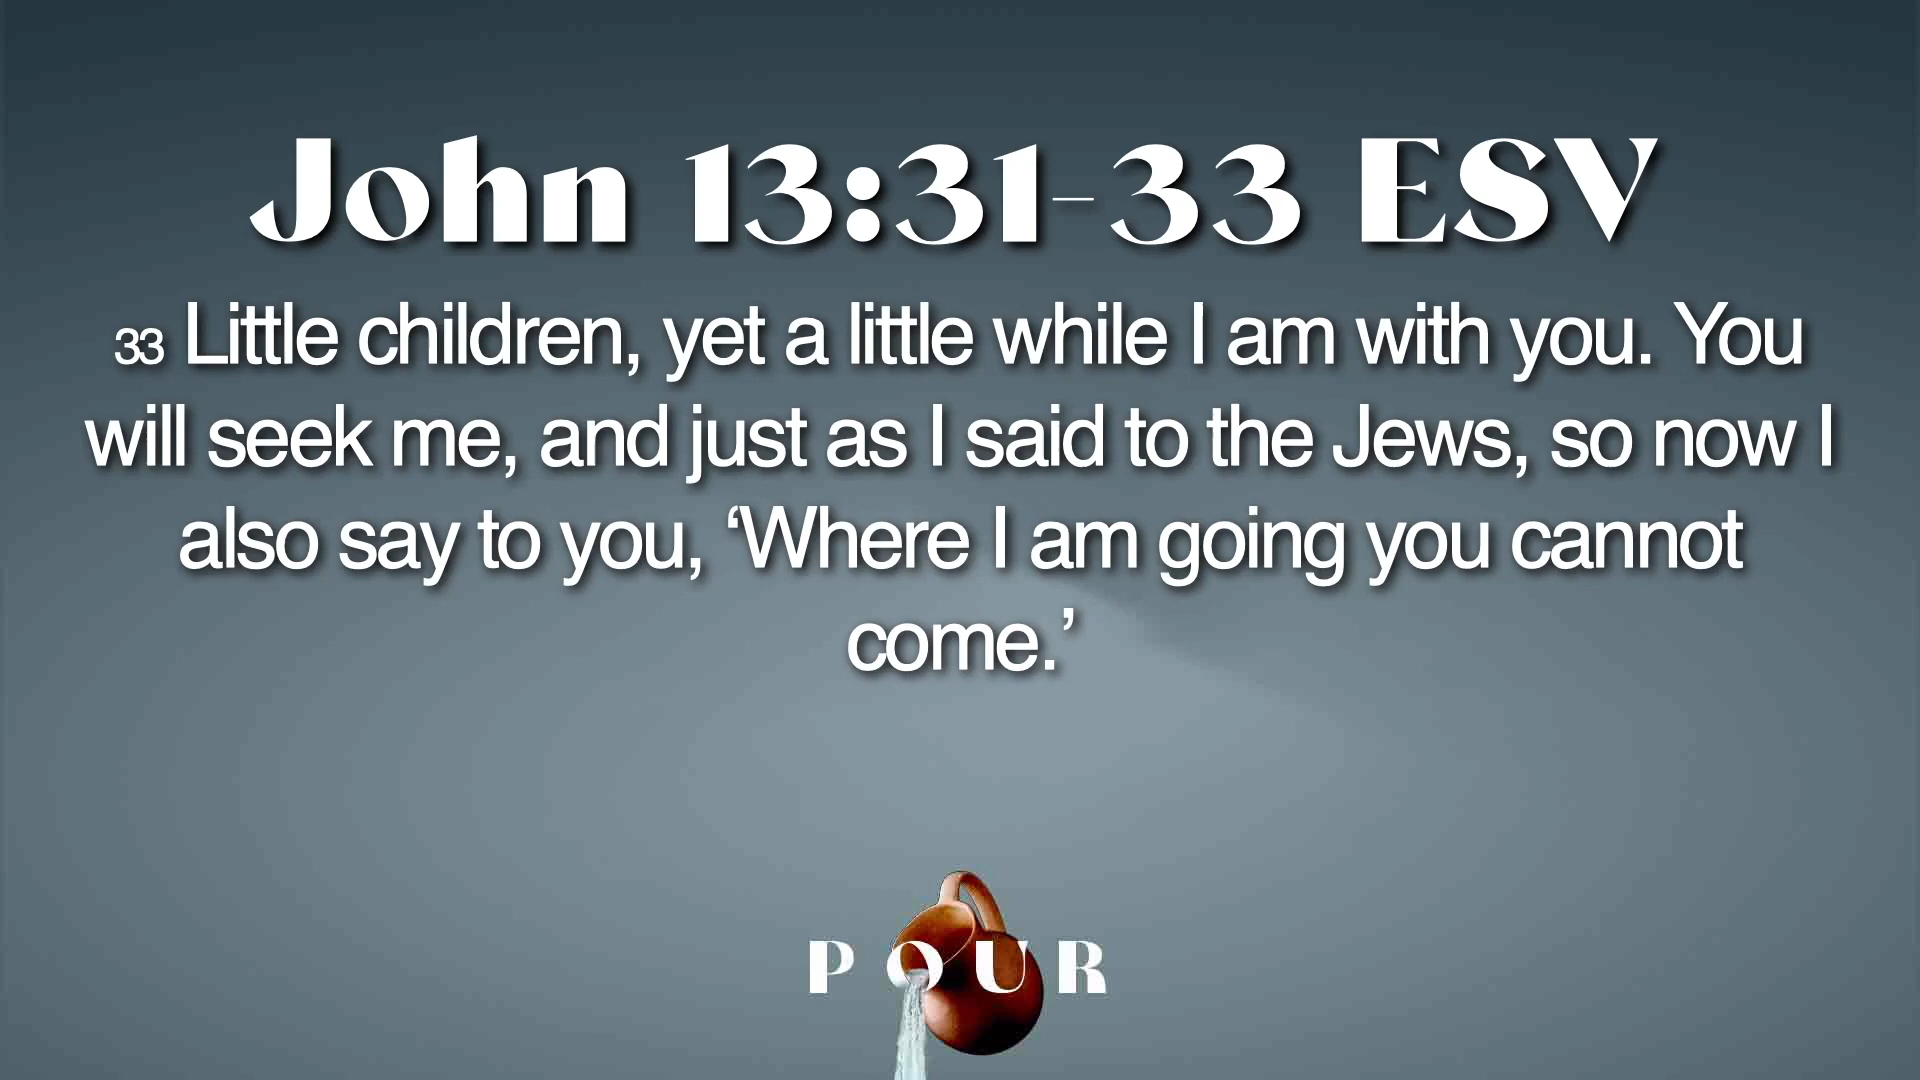 John 13:31-33 ESV
33 Little children, yet a little while I am with you. You
will seek me, and just as I said to the Jews, so now I
also say to you, ‘Where I am going you cannot
come.’
POUR